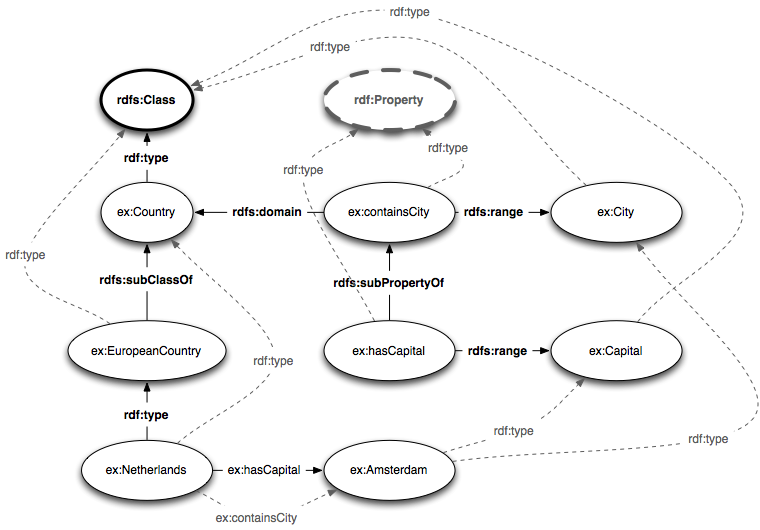 rdf:type
rdf:type
rdfs:Class
rdf:Property
rdf:type
rdf:type
rdf:type
ex:Country
rdfs:domain
ex:containsCity
rdfs:range
ex:City
rdf:type
rdfs:subClassOf
rdfs:subPropertyOf
ex:EuropeanCountry
rdf:type
ex:hasCapital
rdfs:range
ex:Capital
rdf:type
rdf:type
rdf:type
ex:Netherlands
ex:hasCapital
ex:Amsterdam
ex:containsCity